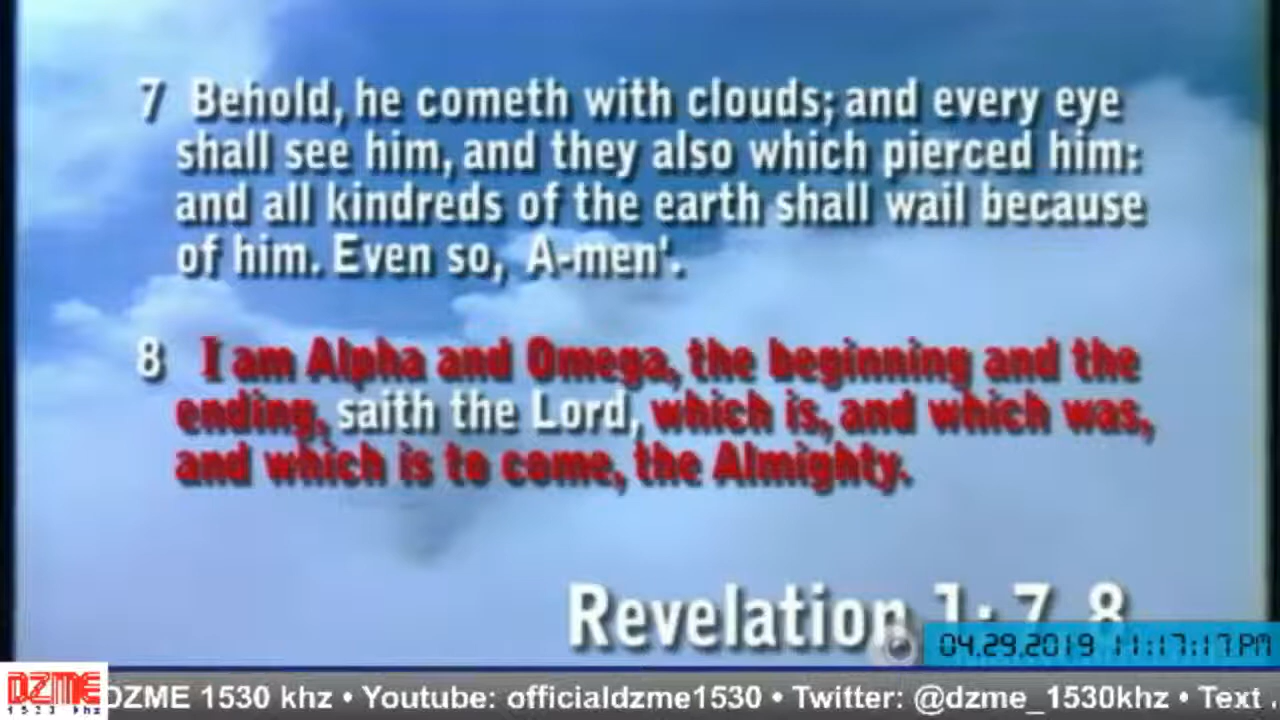 7 Behold, he cometh with clouds; and every eye
shall see him, and they also which pierced him:
and all kindreds of the earth shall wail because
of him. Even so, A-men'.
8 I am Alpha and Omega, the beginning and the
ending, saith the Lord, which is, and which was,
and which is to come, the Almighty.
Revelation 1: 7, 8
04.29.2019 11:17:17 PM
DZME
1530 khz
DZME 1530 khz • Youtube: officialdzme1530 • Twitter: @dzme_1530khz • Text .